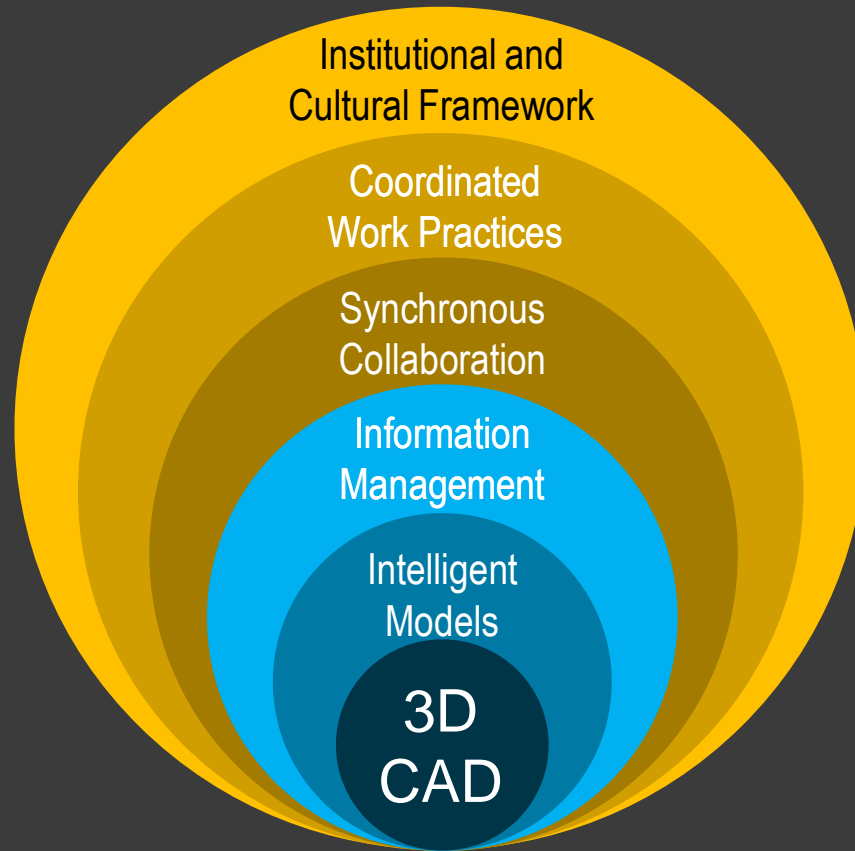 Institutional and
Cultural Framework
Coordinated
Work Practices
Synchronous
Collaboration
Information
Management
Intelligent
Models
3D
CAD